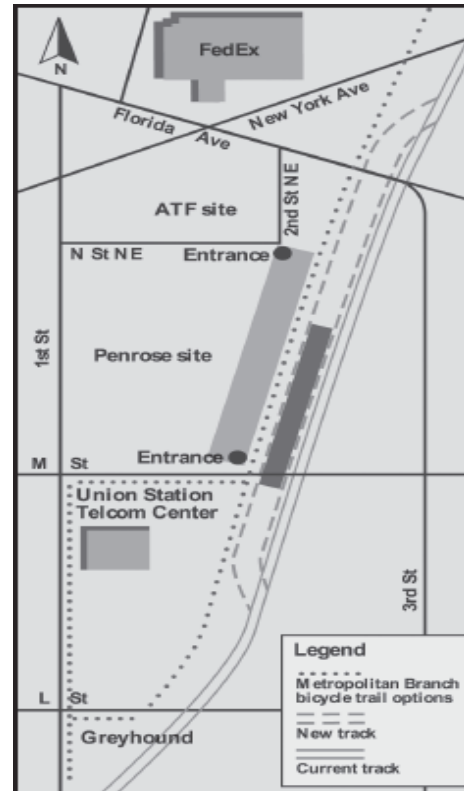 FedEx
N
New York Ave
Florida Ave
2nd St NE
ATF site
N St NE
Entrance
1st St
Penrose site
Entrance
M St
Union Station
Telcom Center
3rd St
Legend
Metropolitan Branch
bicycle trail options
New track
Current track
L St
Greyhound